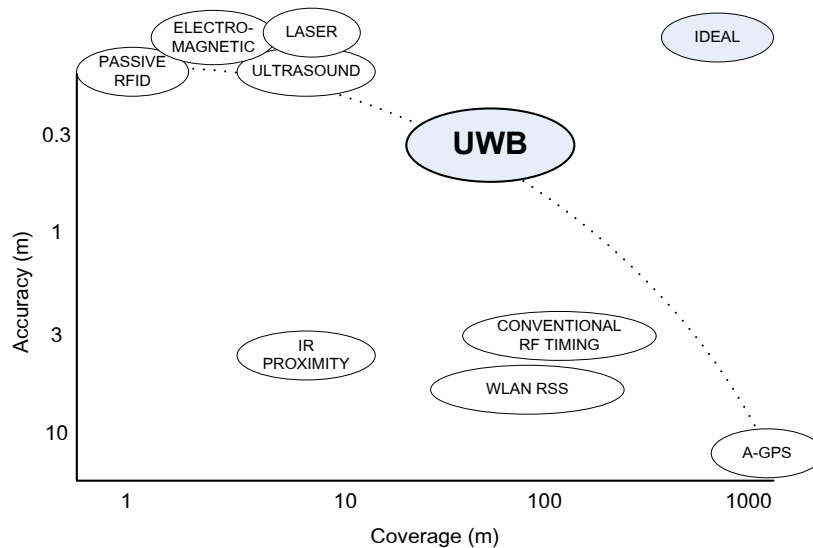 ELECTRO-
MAGNETIC
LASER
IDEAL
PASSIVE
RFID
ULTRASOUND
UWB
0.3
1
3
10
Accuracy (m)
CONVENTIONAL
RF TIMING
IR
PROXIMITY
WLAN RSS
A-GPS
1
10
100
1000
Coverage (m)